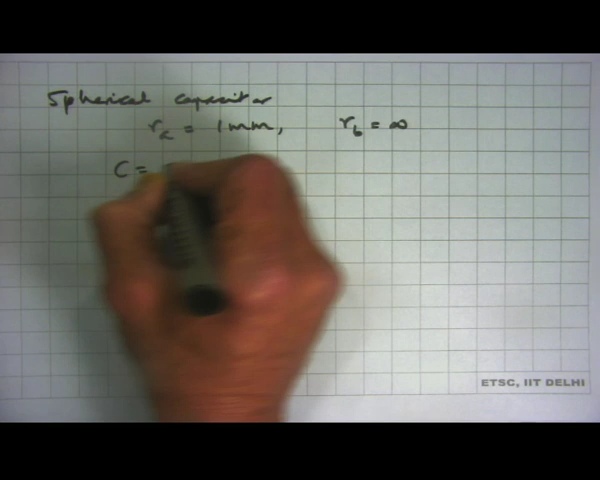 Spherical capacitor
r_a = 1mm, r_b = ∞
C =
ETSC, IIT DELHI